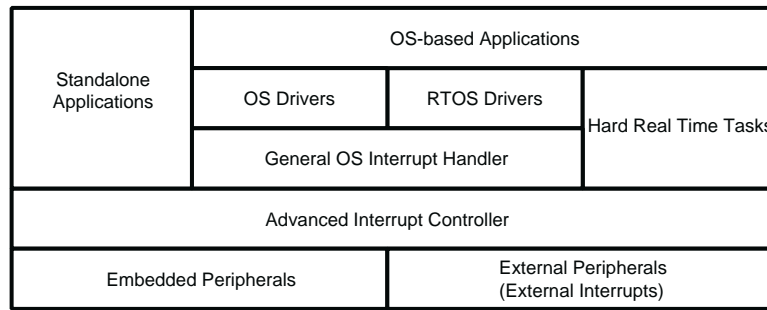 OS-based Applications
Standalone
Applications
OS Drivers
RTOS Drivers
Hard Real Time Tasks
General OS Interrupt Handler
Advanced Interrupt Controller
Embedded Peripherals
External Peripherals
(External Interrupts)